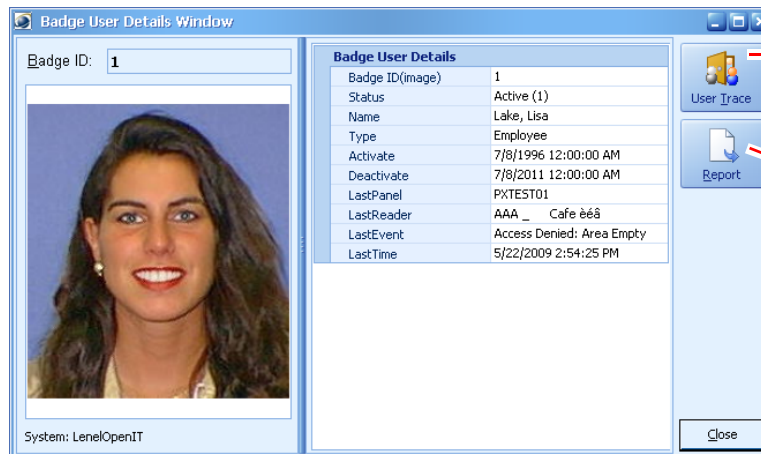 Badge User Details Window
Badge ID: 1
System: LenelOpenIT
Badge User Details
Badge ID(image) 1
Status Active (1)
Name Lake, Lisa
Type Employee
Activate 7/8/1996 12:00:00 AM
Deactivate 7/8/2011 12:00:00 AM
LastPanel PXTEST01
LastReader AAA _ Cafe èéâ
LastEvent Access Denied: Area Empty
LastTime 5/22/2009 2:54:25 PM
User Trace
Report
Close